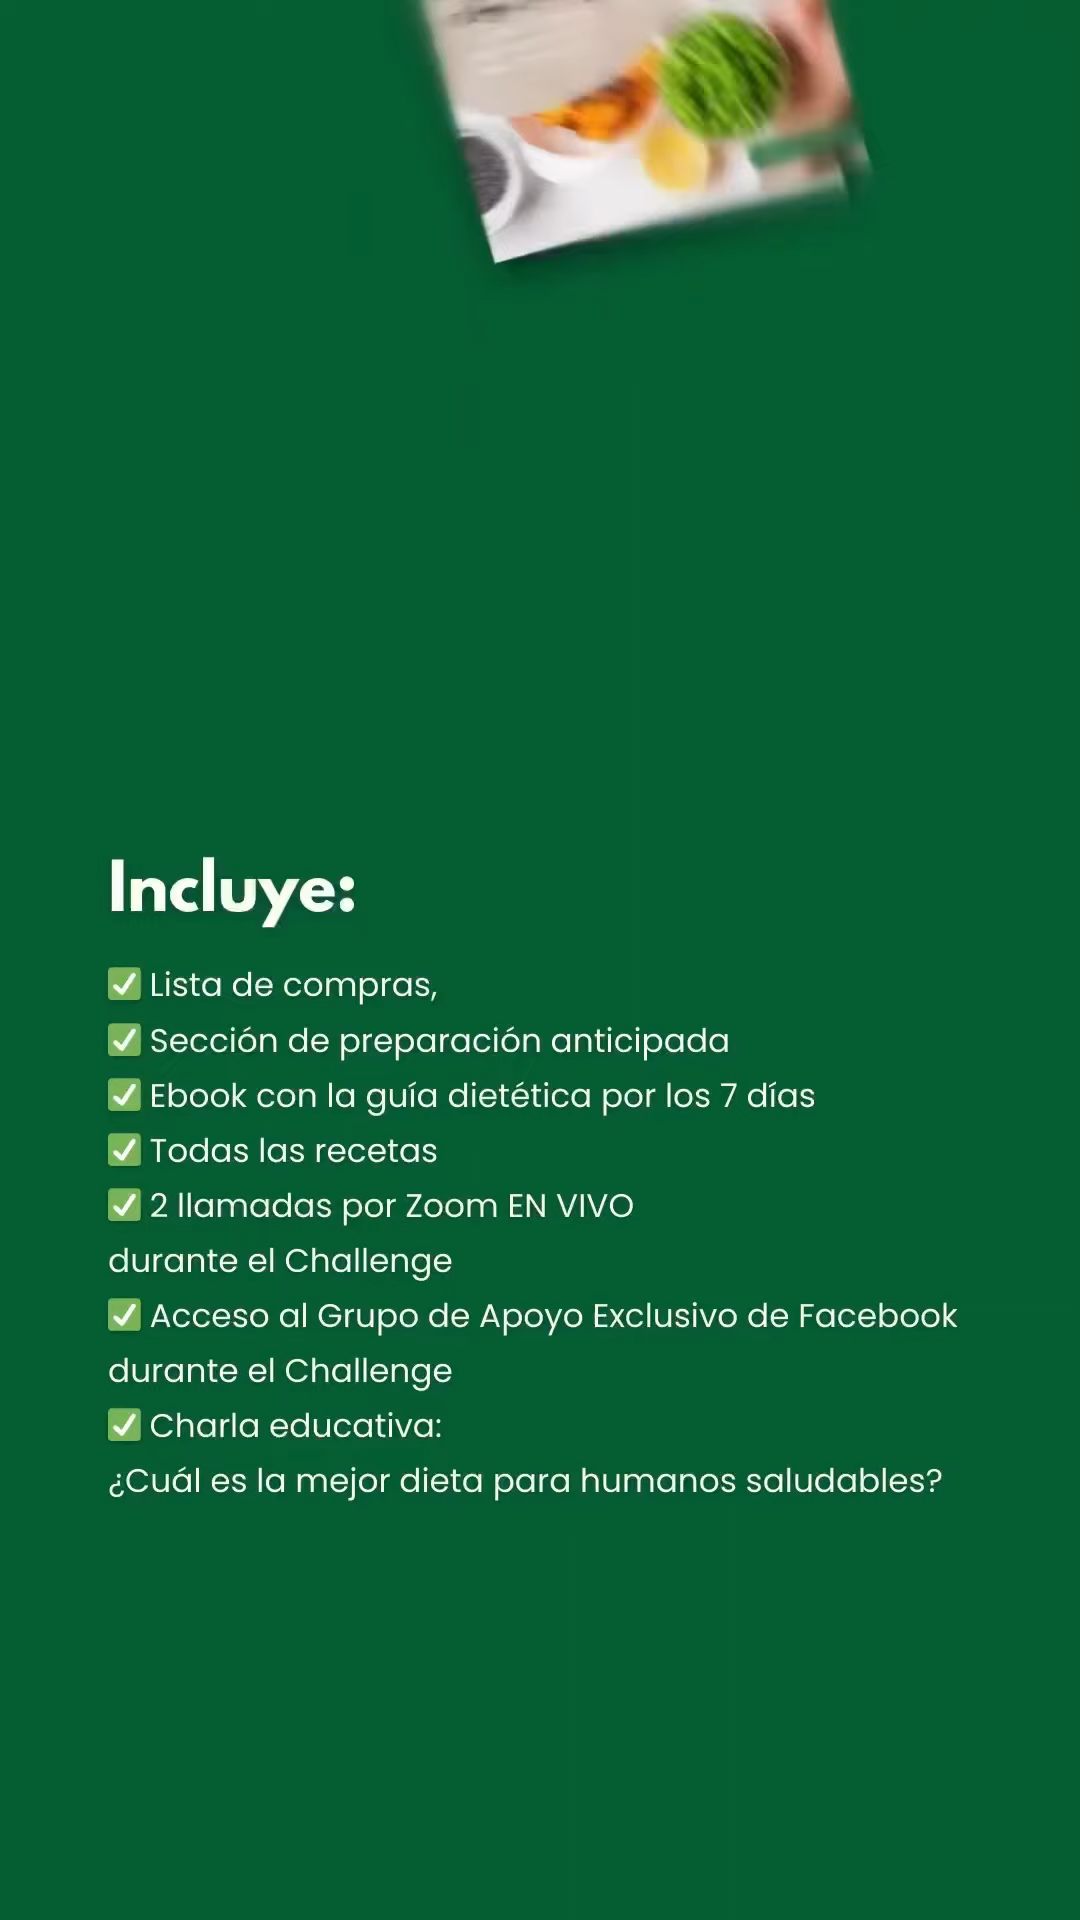 Incluye:
✅ Lista de compras,
✅ Sección de preparación anticipada
✅ Ebook con la guía dietética por los 7 días
✅ Todas las recetas
✅ 2 llamadas por Zoom EN VIVO
durante el Challenge
✅ Acceso al Grupo de Apoyo Exclusivo de Facebook
durante el Challenge
✅ Charla educativa:
¿Cuál es la mejor dieta para humanos saludables?